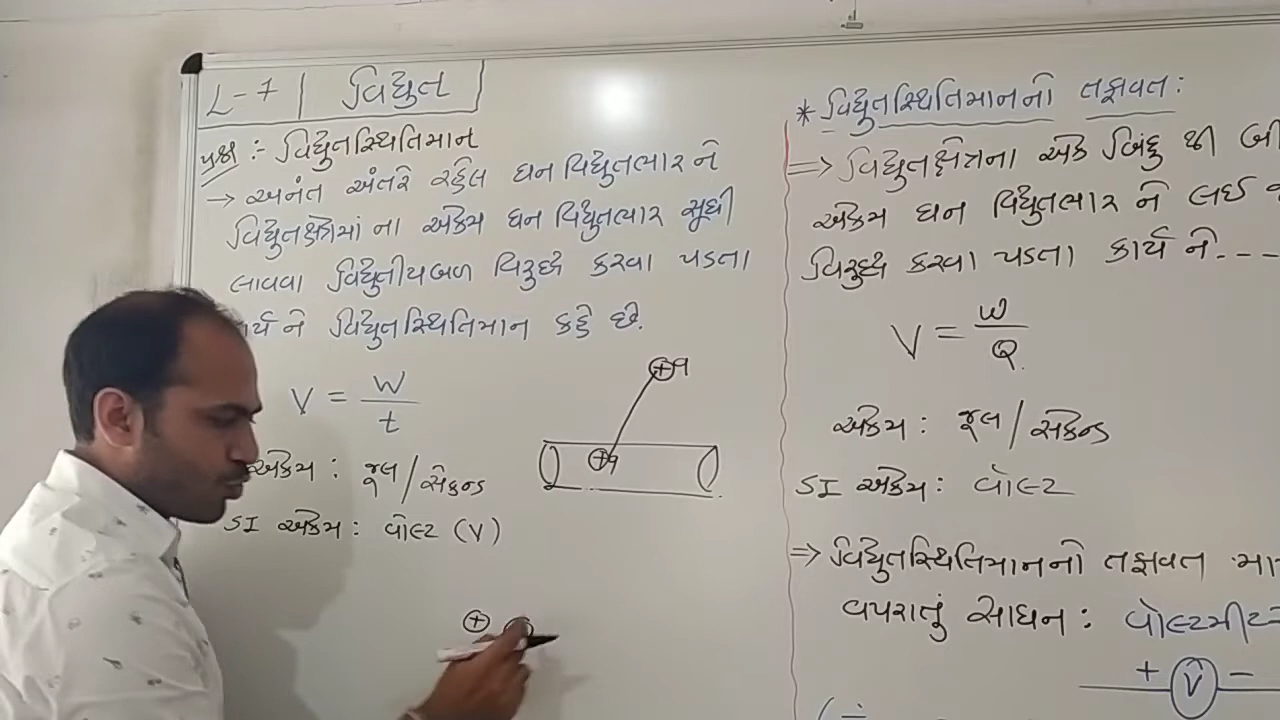 L-7 | વિદ્યુત
પ્રશ્ન : વિદ્યુતસ્થિતિમાન
→ અનંત અંતરે રહેલ ધન વિદ્યુતભાર ને
વિદ્યુતક્ષેત્રમાં ના એકમ ધન વિદ્યુતભાર સુધી
લાવવા વિદ્યુતીયબળ વિરુદ્ધ કરવા પડતા
ને વિદ્યુતસ્થિતિમાન કહે છે.
V = W/t
એકમ : જૂલ/સેકન્ડ
SI એકમ : વોલ્ટ (V)
+q
+q
+
* વિદ્યુતસ્થિતિમાનનો તફાવત :
⇒ વિદ્યુતક્ષેત્રના એક બિંદુ થી
એકમ ધન વિદ્યુતભાર ને લઈ
વિરુદ્ધ કરવા પડતા કાર્ય ને----
V = W/Q
એકમ : જૂલ/સેકન્ડ
SI એકમ : વોલ્ટ
⇒ વિદ્યુતસ્થિતિમાનનો તફાવત
વપરાતું સાધન : વોલ્ટમીટર
+ V −